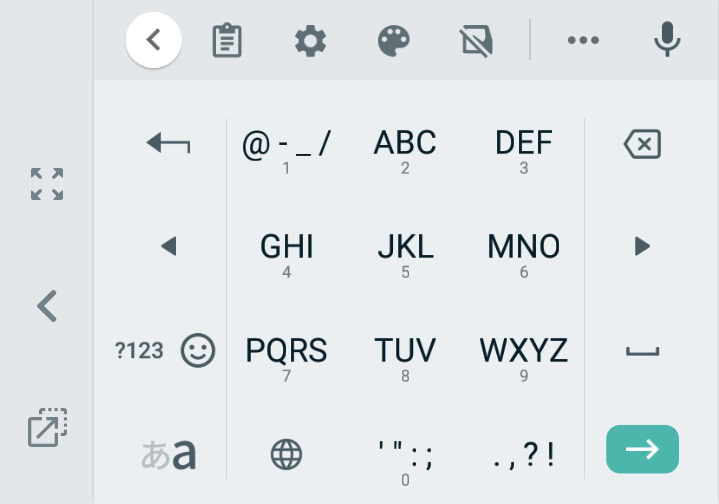 @ - _ / ABC DEF
1 2 3
GHI JKL MNO
4 5 6
?123 PQRS TUV WXYZ
7 8 9
あa ' " : ; . , ? !
0